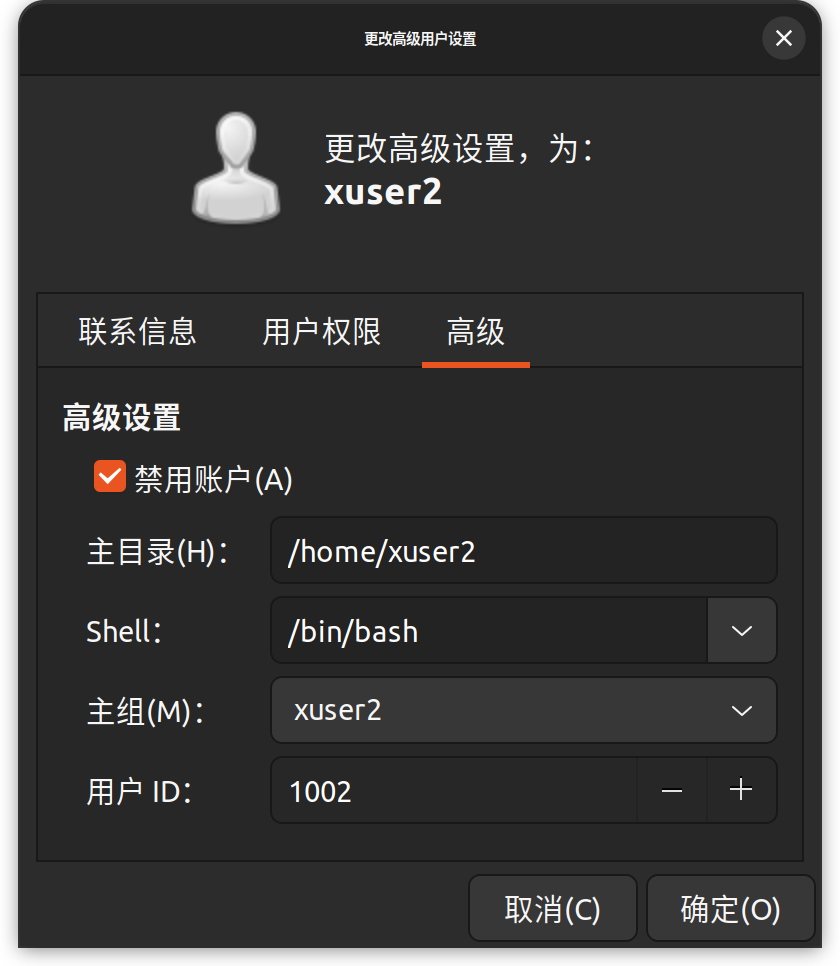 更改高级用户设置
更改高级设置，为：
xuser2
联系信息 用户权限 高级
高级设置
禁用账户(A)
主目录(H)： /home/xuser2
Shell： /bin/bash
主组(M)： xuser2
用户 ID： 1002
取消(C) 确定(O)